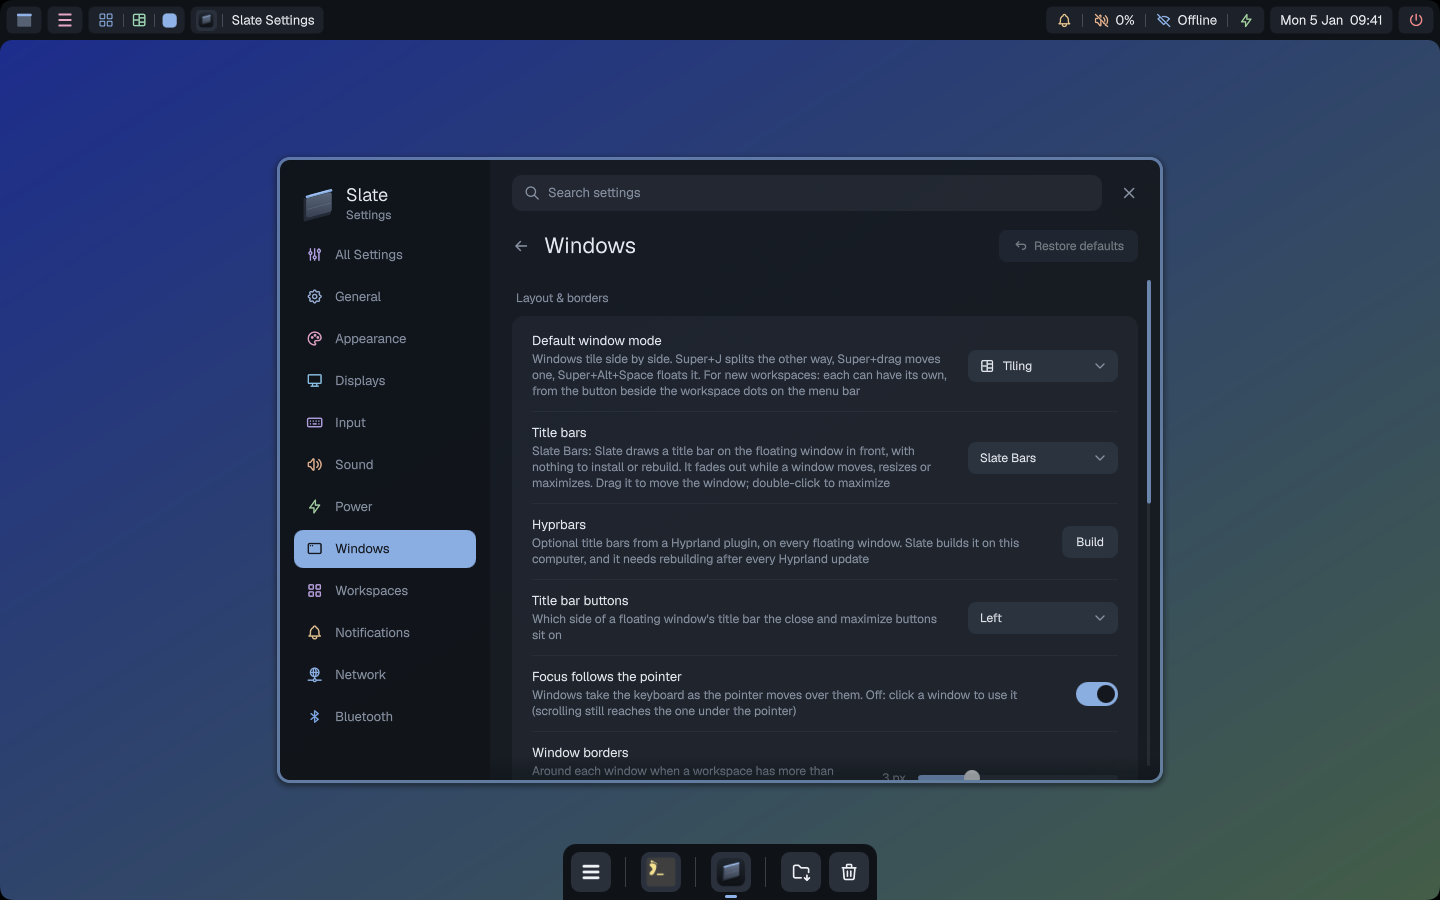 Slate Settings
0%
Offline
Mon 5 Jan 09:41
Slate
Settings
All Settings
General
Appearance
Displays
Input
Sound
Power
Windows
Workspaces
Notifications
Network
Bluetooth
Search settings
Windows
Restore defaults
Layout & borders
Default window mode
Windows tile side by side. Super+J splits the other way, Super+drag moves
one, Super+Alt+Space floats it. For new workspaces: each can have its own,
from the button beside the workspace dots on the menu bar
Tiling
Title bars
Slate Bars: Slate draws a title bar on the floating window in front, with
nothing to install or rebuild. It fades out while a window moves, resizes or
maximizes. Drag it to move the window; double-click to maximize
Slate Bars
Hyprbars
Optional title bars from a Hyprland plugin, on every floating window. Slate builds it on this
computer, and it needs rebuilding after every Hyprland update
Build
Title bar buttons
Which side of a floating window's title bar the close and maximize buttons
sit on
Left
Focus follows the pointer
Windows take the keyboard as the pointer moves over them. Off: click a window to use it
(scrolling still reaches the one under the pointer)
Window borders
Around each window when a workspace has more than
3 px